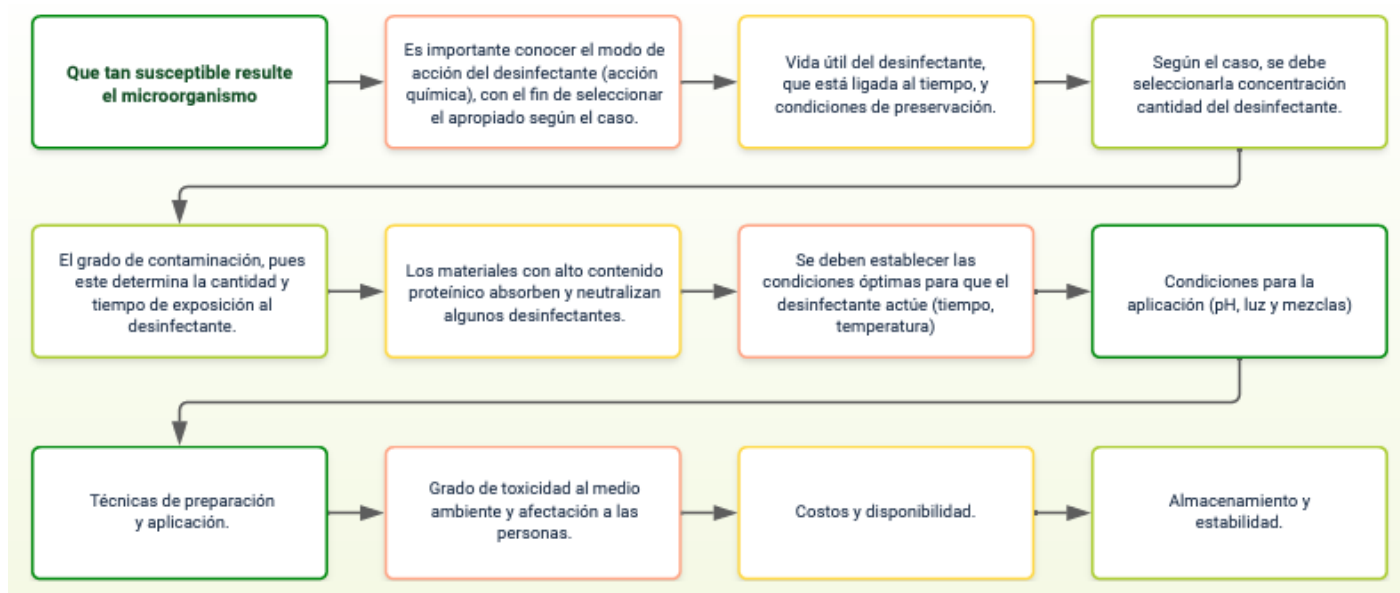 Que tan susceptible resulte
el microorganismo
Es importante conocer el modo de
acción del desinfectante (acción
química), con el fin de seleccionar
el apropiado según el caso.
Vida útil del desinfectante,
que está ligada al tiempo, y
condiciones de preservación.
Según el caso, se debe
seleccionarla concentración
cantidad del desinfectante.
El grado de contaminación, pues
este determina la cantidad y
tiempo de exposición al
desinfectante.
Los materiales con alto contenido
proteínico absorben y neutralizan
algunos desinfectantes.
Se deben establecer las
condiciones óptimas para que el
desinfectante actúe (tiempo,
temperatura)
Condiciones para la
aplicación (pH, luz y mezclas)
Técnicas de preparación
y aplicación.
Grado de toxicidad al medio
ambiente y afectación a las
personas.
Costos y disponibilidad.
Almacenamiento y
estabilidad.